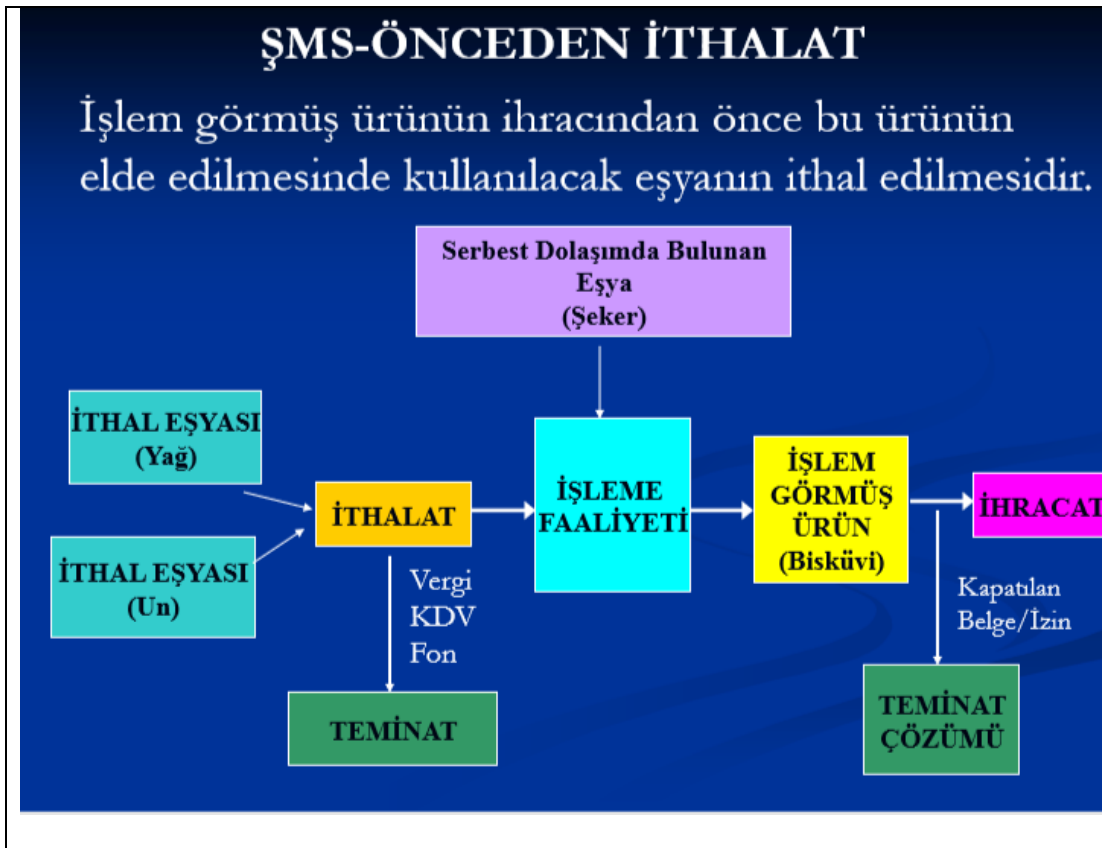 ŞMS-ÖNCEDEN İTHALAT
İşlem görmüş ürünün ihracından önce bu ürünün
elde edilmesinde kullanılacak eşyanın ithal edilmesidir.
Serbest Dolaşımda Bulunan
Eşya
(Şeker)
İTHAL EŞYASI
(Yağ)
İTHAL EŞYASI
(Un)
İTHALAT
Vergi
KDV
Fon
TEMİNAT
İŞLEME
FAALİYETİ
İŞLEM
GÖRMÜŞ
ÜRÜN
(Bisküvi)
İHRACAT
Kapatılan
Belge/İzin
TEMİNAT
ÇÖZÜMÜ